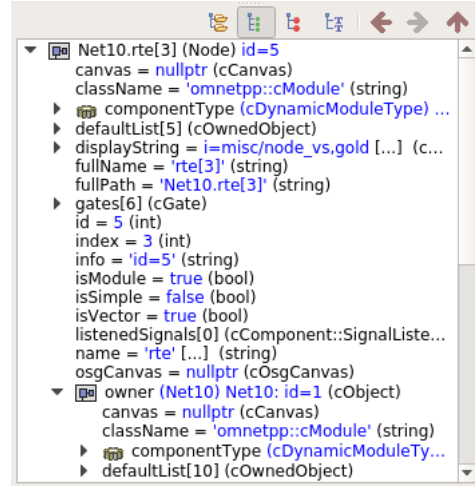 Net10.rte[3] (Node) id=5
canvas = nullptr (cCanvas)
className = 'omnetpp::cModule' (string)
componentType (cDynamicModuleType) ...
defaultList[5] (cOwnedObject)
displayString = i=misc/node_vs,gold [...] (c...
fullName = 'rte[3]' (string)
fullPath = 'Net10.rte[3]' (string)
gates[6] (cGate)
id = 5 (int)
index = 3 (int)
info = 'id=5' (string)
isModule = true (bool)
isSimple = false (bool)
isVector = true (bool)
listenedSignals[0] (cComponent::SignalListe...
name = 'rte' [...] (string)
osgCanvas = nullptr (cOsgCanvas)
owner (Net10) Net10: id=1 (cObject)
canvas = nullptr (cCanvas)
className = 'omnetpp::cModule' (string)
componentType (cDynamicModuleTy...
defaultList[10] (cOwnedObject)